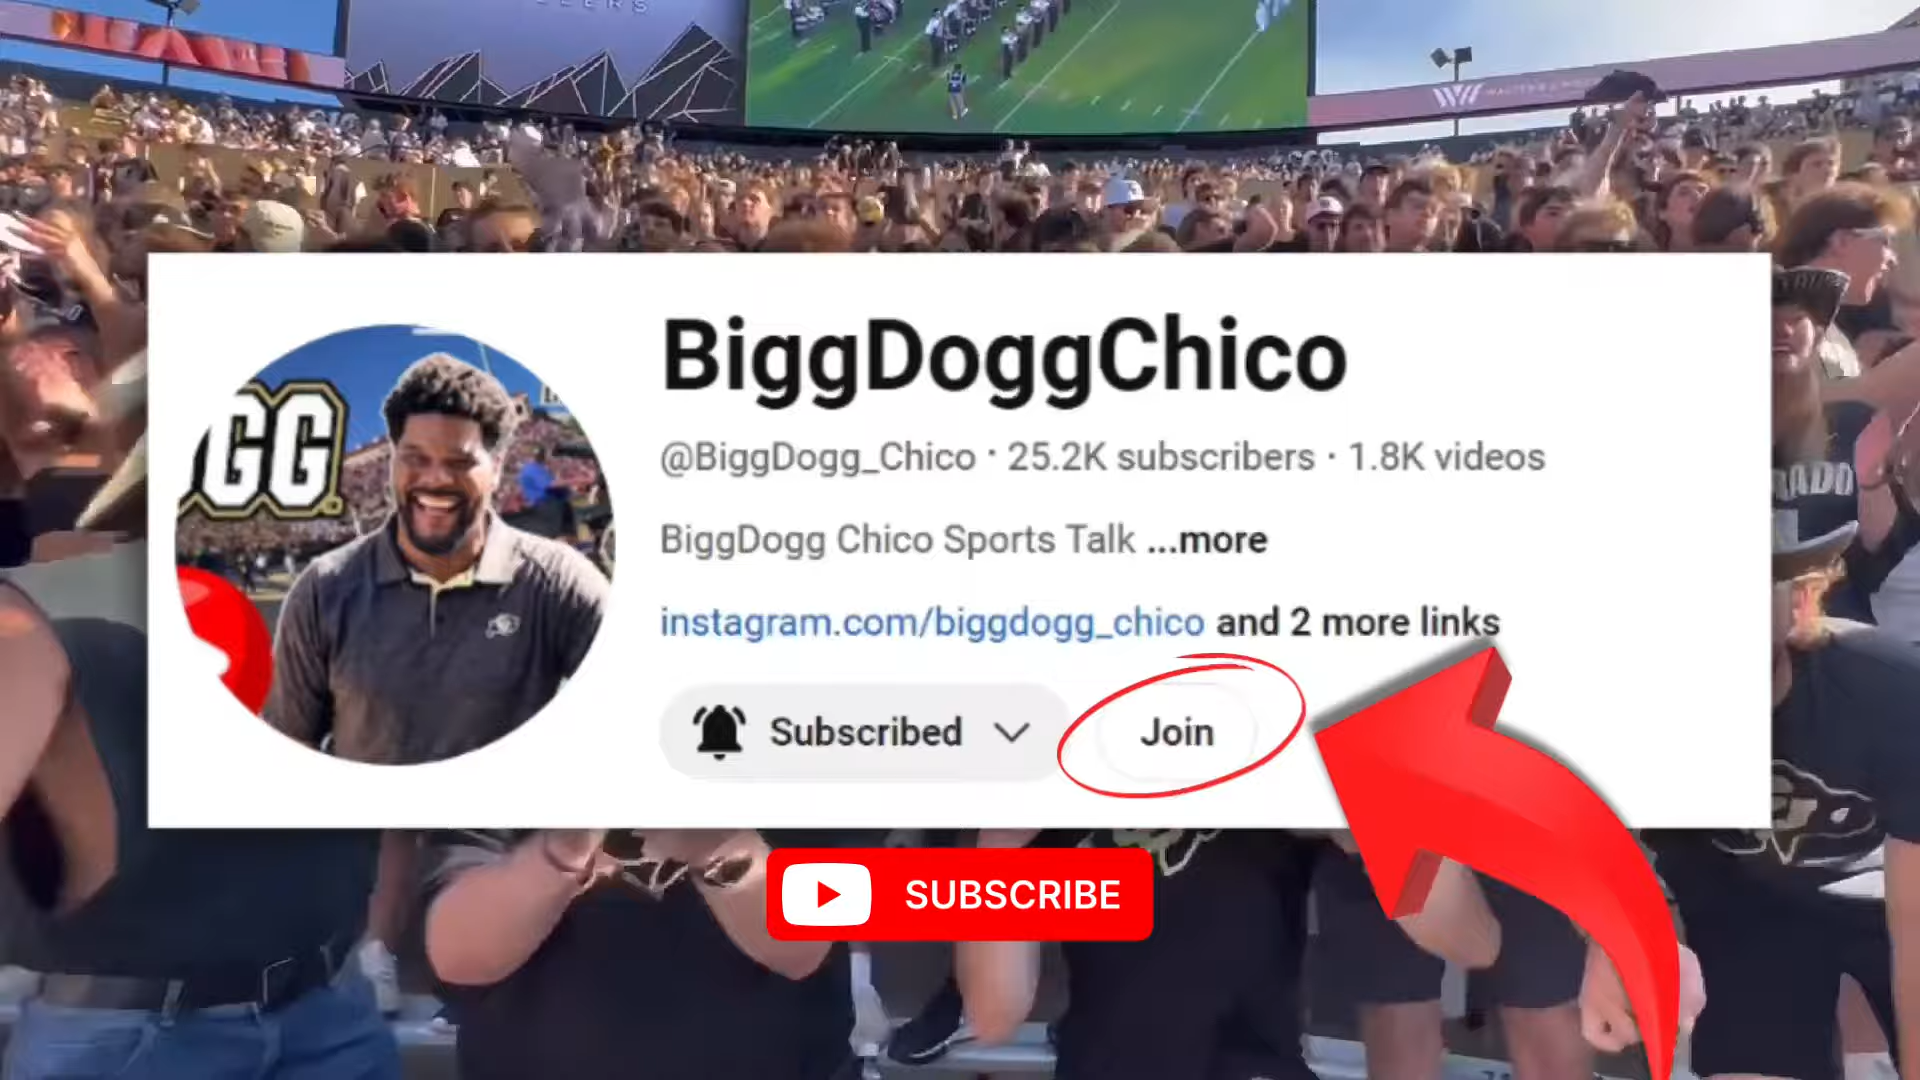 GG.
BiggDoggChico
@BiggDogg_Chico · 25.2K subscribers · 1.8K videos
BiggDogg Chico Sports Talk ...more
instagram.com/biggdogg_chico and 2 more links
Subscribed
Join
SUBSCRIBE